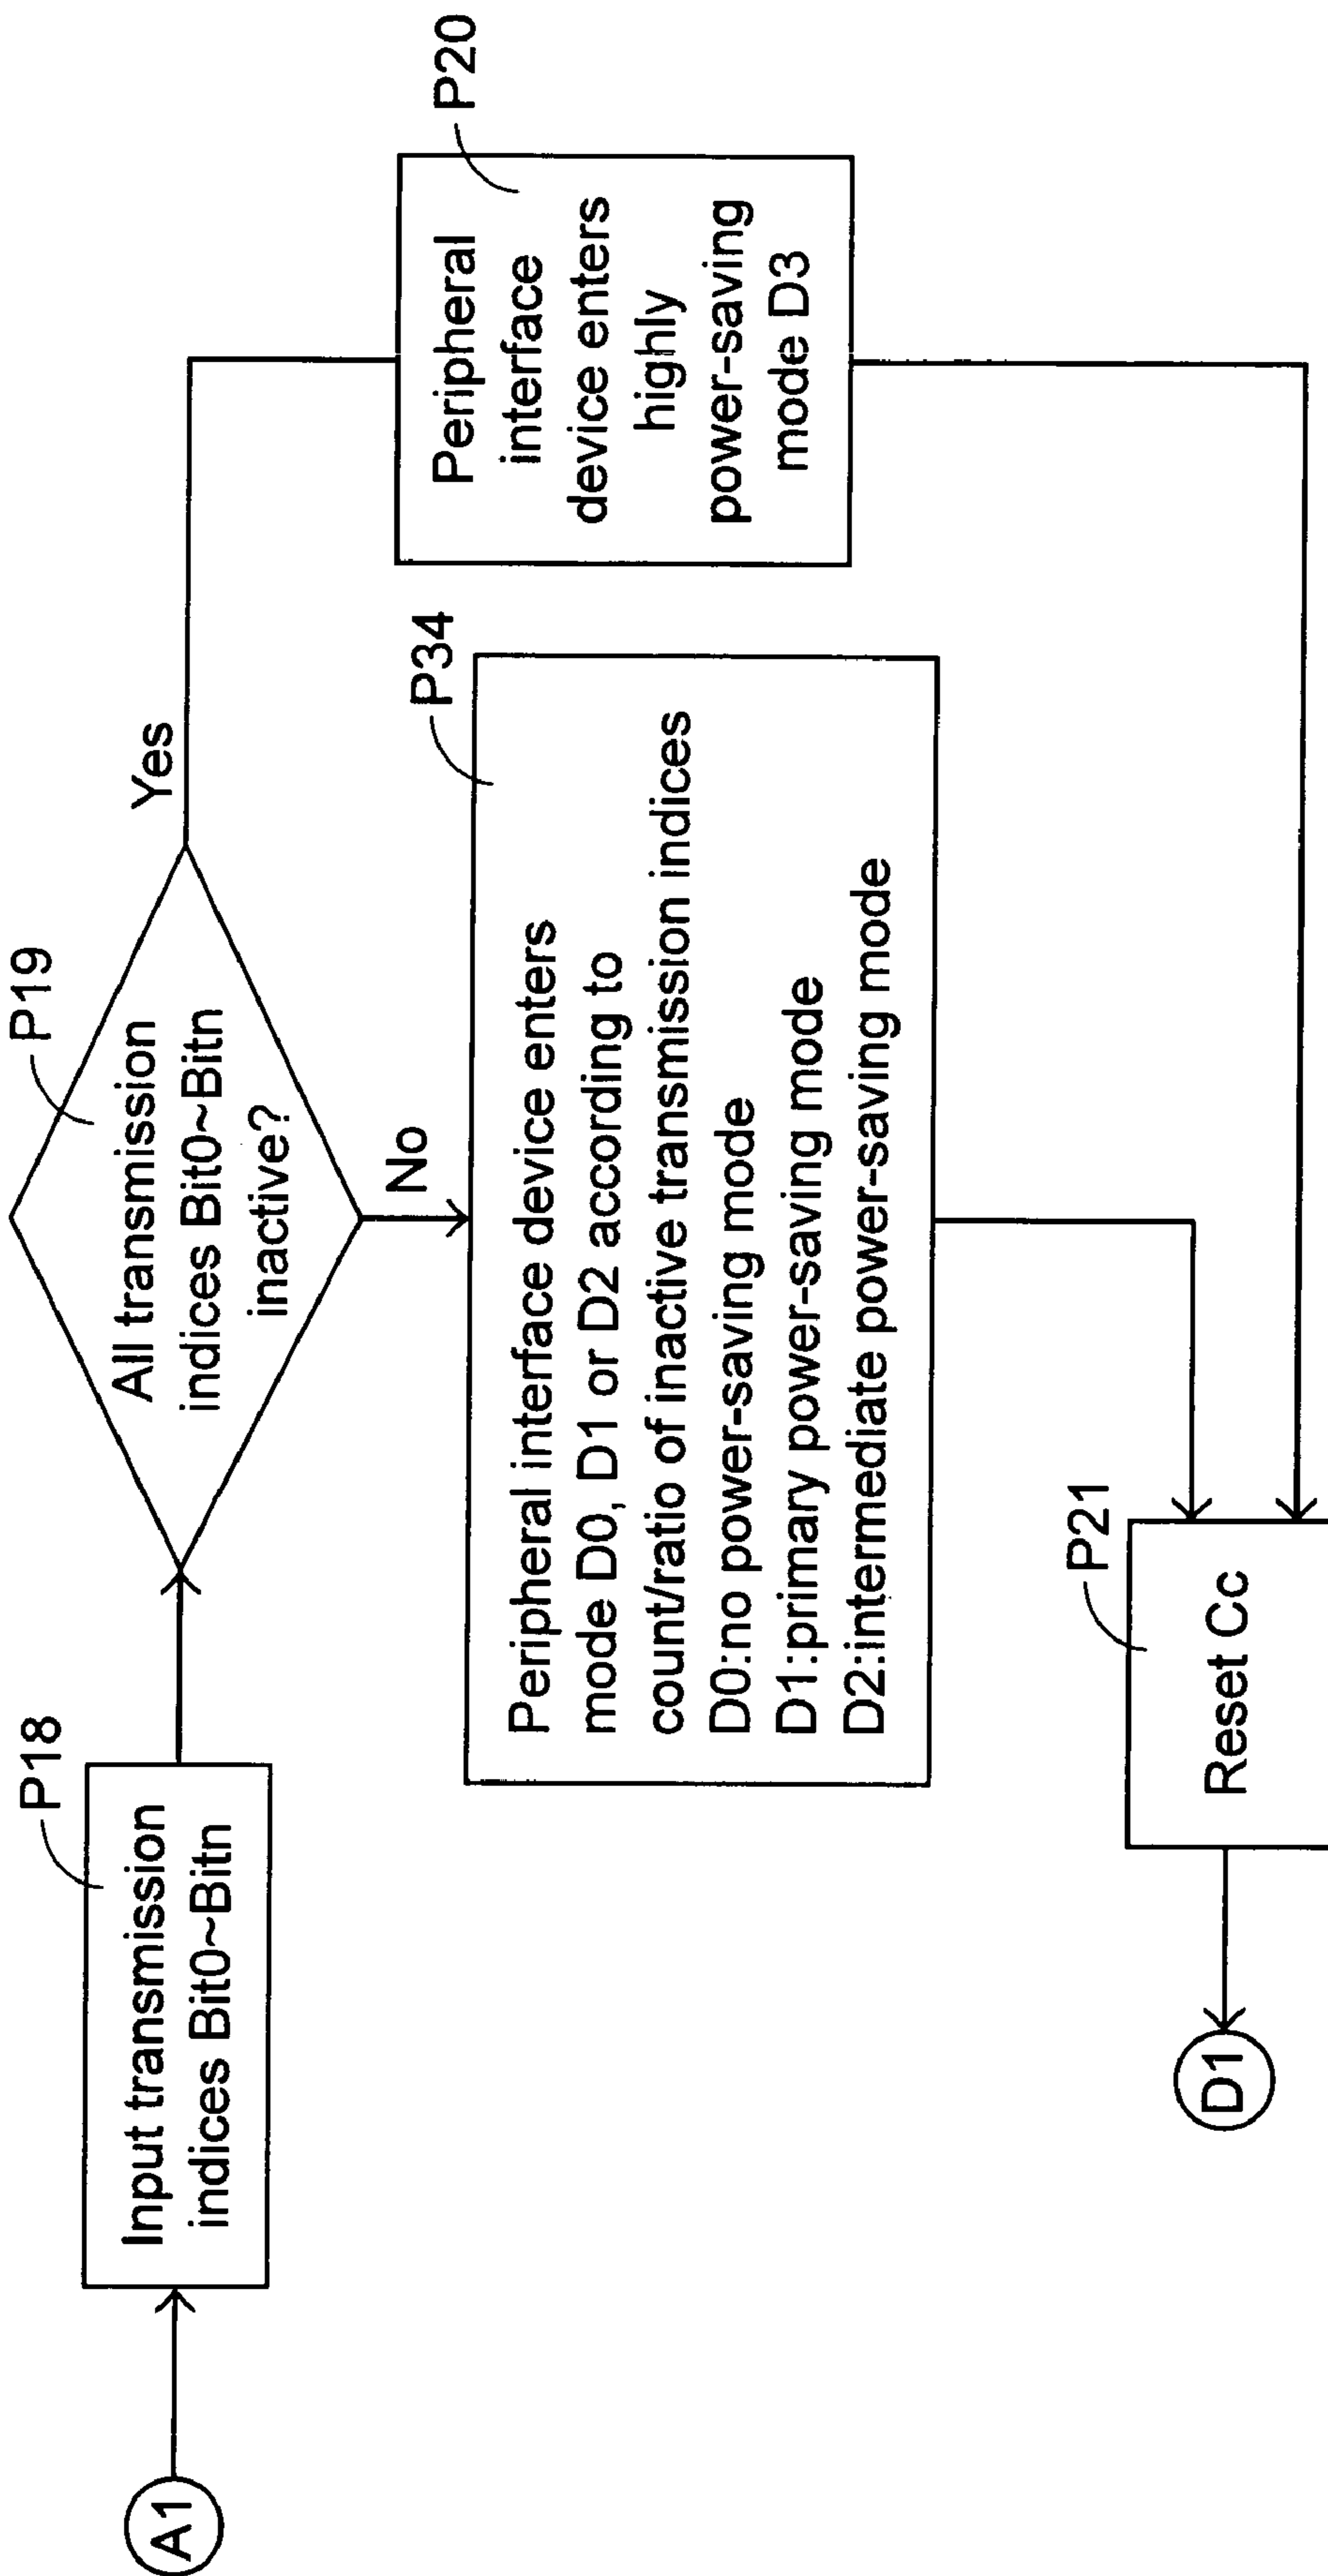 A1
P18
Input transmission
indices Bit0~Bitn
P19
All transmission
indices Bit0~Bitn
inactive?
Yes
No
P20
Peripheral
interface
device enters
highly
power-saving
mode D3
P34
Peripheral interface device enters
mode D0, D1 or D2 according to
count/ratio of inactive transmission indices
D0:no power-saving mode
D1:primary power-saving mode
D2:intermediate power-saving mode
P21
Reset Cc
D1